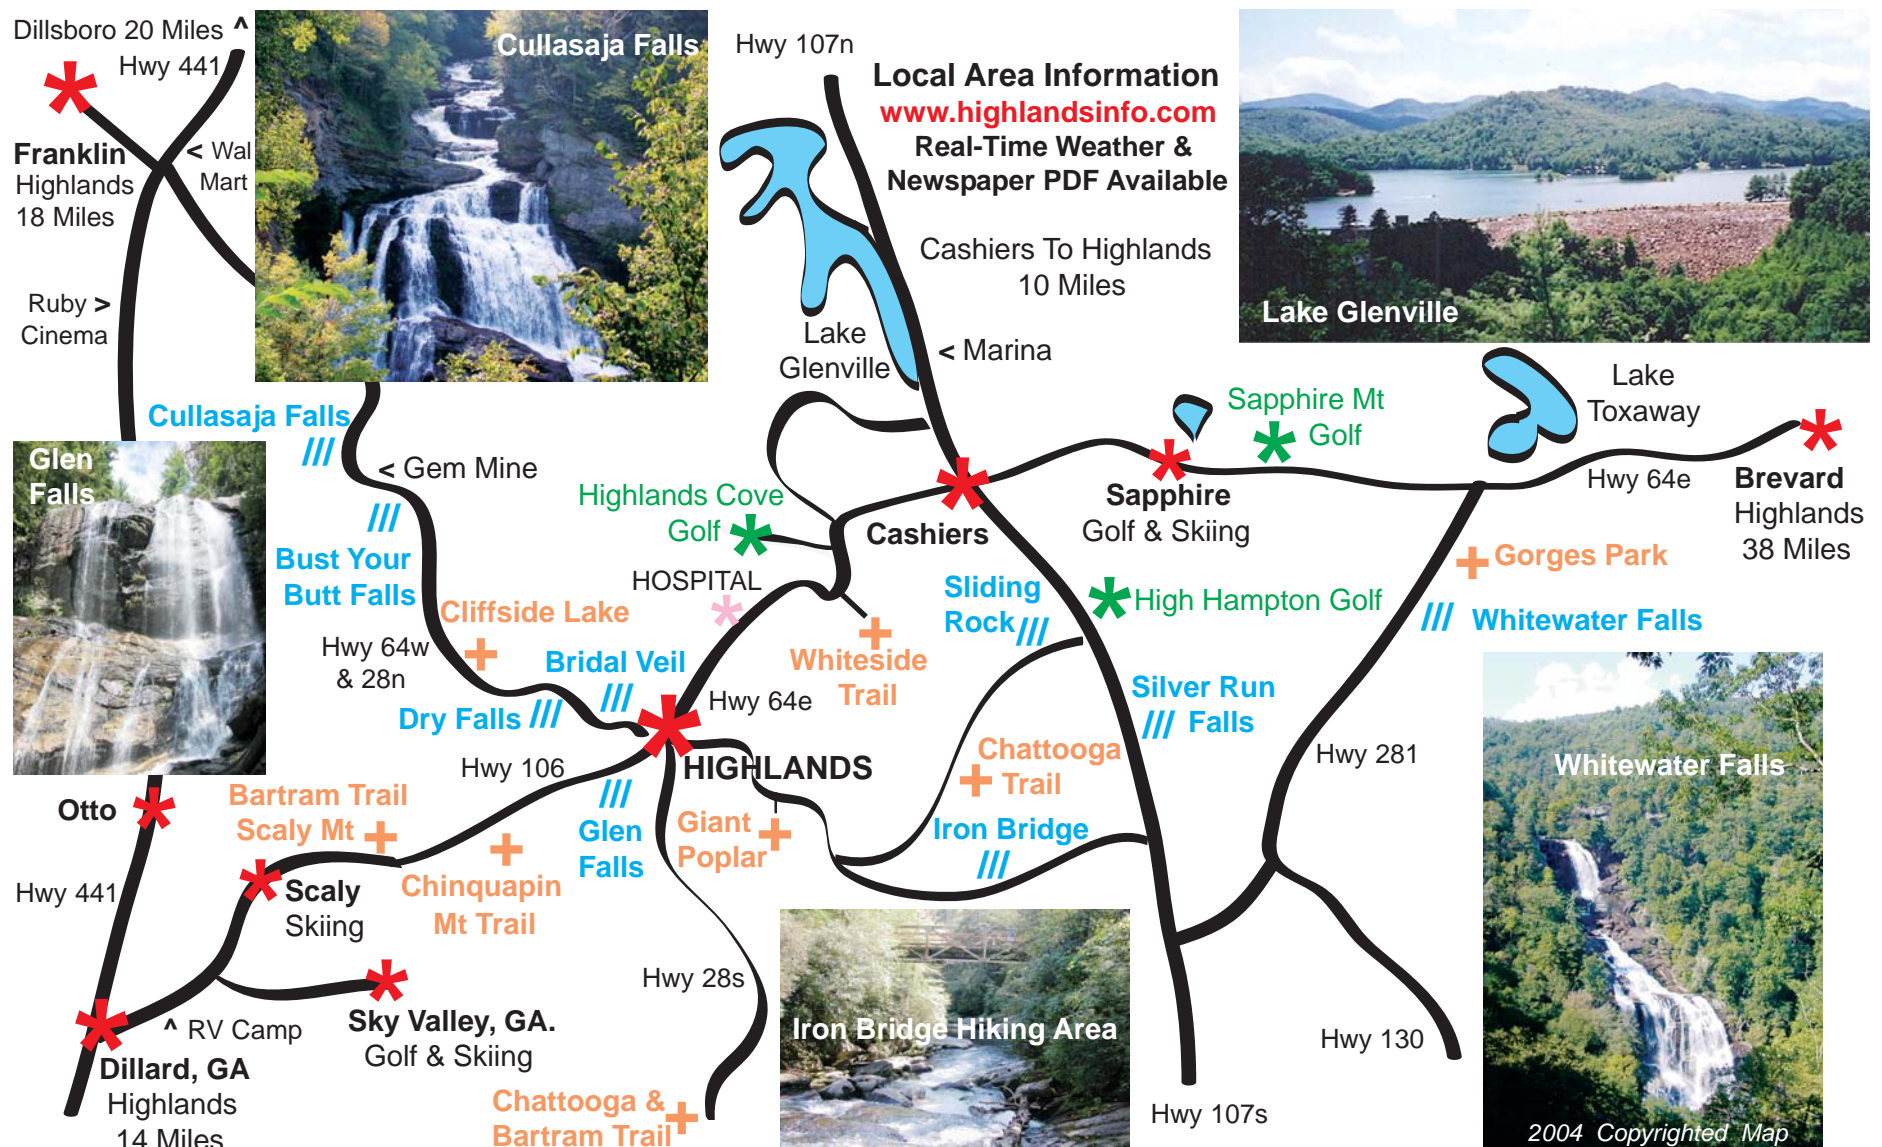 Dillsboro 20 Miles ^
Hwy 441
Franklin
Highlands
18 Miles
< Wal
Mart
Ruby >
Cinema
Cullasaja Falls
Hwy 107n
Local Area Information
www.highlandsinfo.com
Real-Time Weather &
Newspaper PDF Available
Cashiers To Highlands
10 Miles
Lake Glenville
Lake
Glenville
< Marina
Cullasaja Falls
< Gem Mine
Glen
Falls
Bust Your
Butt Falls
Highlands Cove
Golf
HOSPITAL
Cashiers
Sapphire
Golf & Skiing
Sapphire Mt
Golf
Lake
Toxaway
Hwy 64e
Brevard
Highlands
38 Miles
Gorges Park
Whitewater Falls
Sliding
Rock
High Hampton Golf
Cliffside Lake
Hwy 64w
& 28n
Bridal Veil
Dry Falls
Hwy 64e
Whiteside
Trail
Silver Run
Falls
HIGHLANDS
Hwy 106
Chattooga
Trail
Hwy 281
Whitewater Falls
Otto
Bartram Trail
Scaly Mt
Glen
Falls
Giant
Poplar
Iron Bridge
Hwy 441
Scaly
Skiing
Chinquapin
Mt Trail
Hwy 28s
Iron Bridge Hiking Area
Hwy 130
^ RV Camp
Sky Valley, GA.
Golf & Skiing
Dillard, GA
Highlands
14 Miles
Chattooga &
Bartram Trail
Hwy 107s
2004 Copyrighted Map